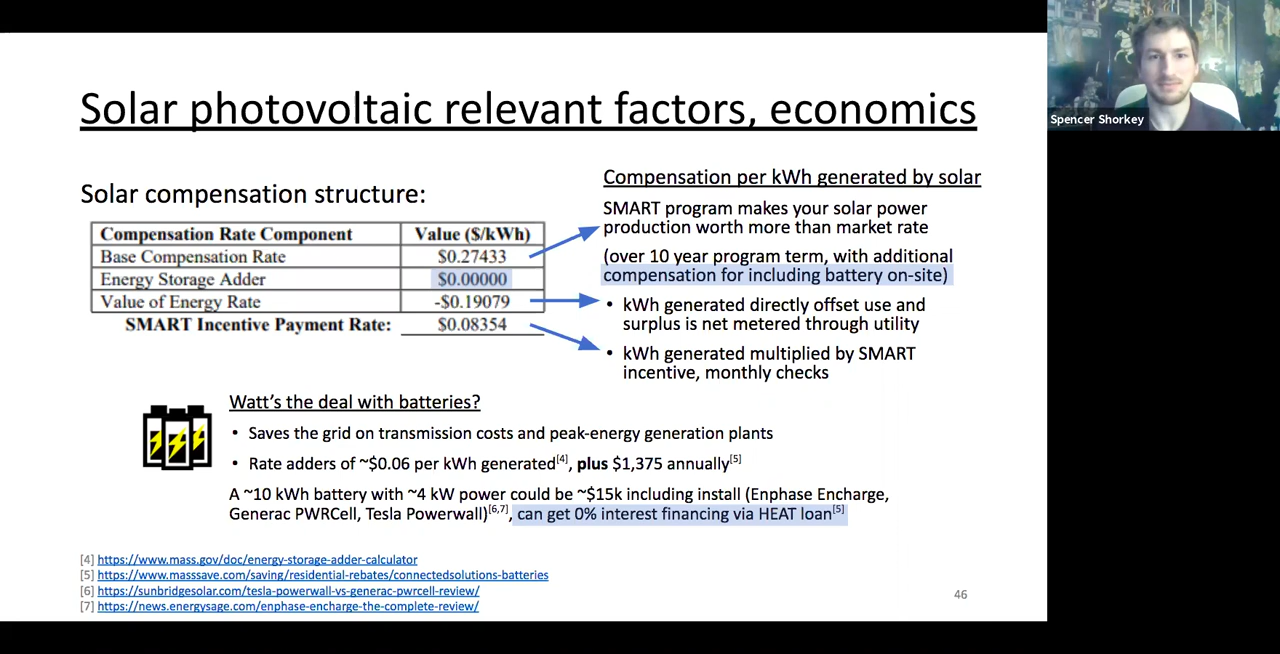 Solar photovoltaic relevant factors, economics
Spencer Shorkey
Solar compensation structure:
Compensation Rate Component Value ($/kWh)
Base Compensation Rate $0.27433
Energy Storage Adder $0.00000
Value of Energy Rate -$0.19079
SMART Incentive Payment Rate: $0.08354
Compensation per kWh generated by solar
SMART program makes your solar power
production worth more than market rate
(over 10 year program term, with additional
compensation for including battery on-site)
• kWh generated directly offset use and
surplus is net metered through utility
• kWh generated multiplied by SMART
incentive, monthly checks
Watt's the deal with batteries?
• Saves the grid on transmission costs and peak-energy generation plants
• Rate adders of ~$0.06 per kWh generated[4], plus $1,375 annually[5]
A ~10 kWh battery with ~4 kW power could be ~$15k including install (Enphase Encharge,
Generac PWRCell, Tesla Powerwall)[6,7], can get 0% interest financing via HEAT loan[5]
[4] https://www.mass.gov/doc/energy-storage-adder-calculator
[5] https://www.masssave.com/saving/residential-rebates/connectedsolutions-batteries
[6] https://sunbridgesolar.com/tesla-powerwall-vs-generac-pwrcell-review/
[7] https://news.energysage.com/enphase-encharge-the-complete-review/
46